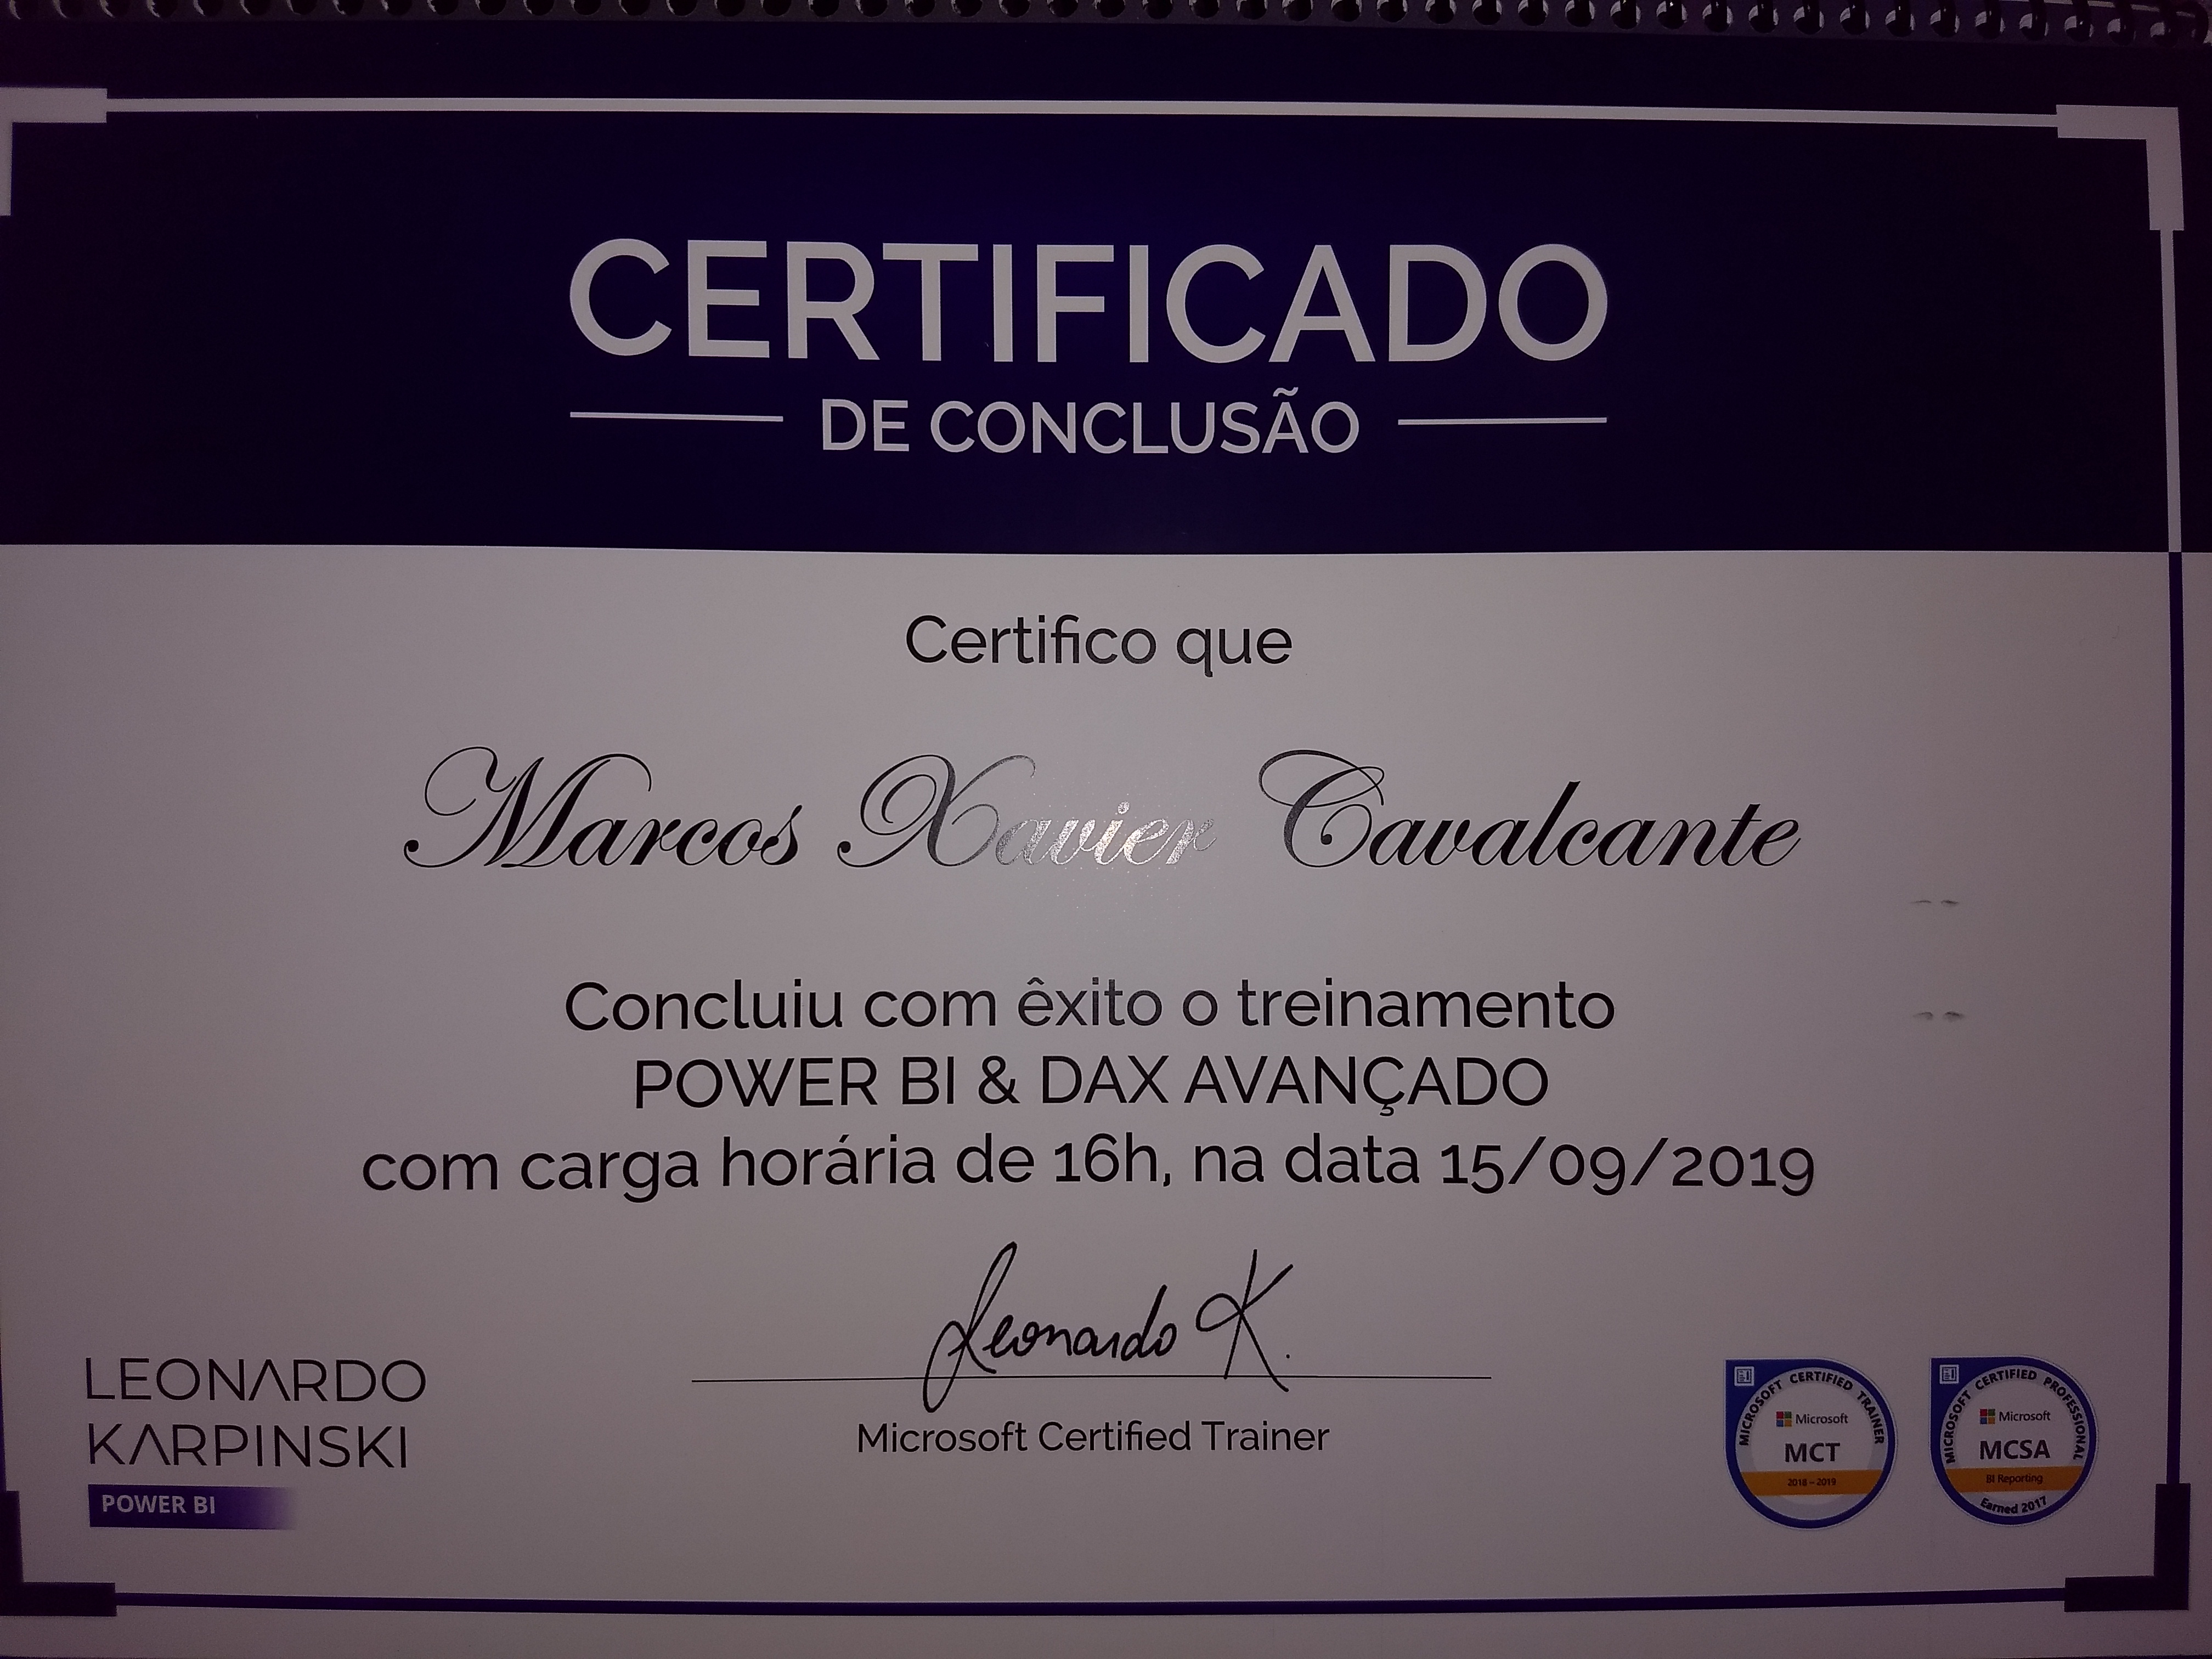 CERTIFICADO
DE CONCLUSÃO
Certifico que
Marcos Xavier Cavalcante
Concluiu com êxito o treinamento
POWER BI & DAX AVANÇADO
com carga horária de 16h, na data 15/09/2019
Leonardo K.
Microsoft Certified Trainer
LEONARDO
KARPINSKI
POWER BI
MICROSOFT CERTIFIED TRAINER
Microsoft
MCT
2018 - 2019
MICROSOFT CERTIFIED PROFESSIONAL
Microsoft
MCSA
BI Reporting
Earned 2017